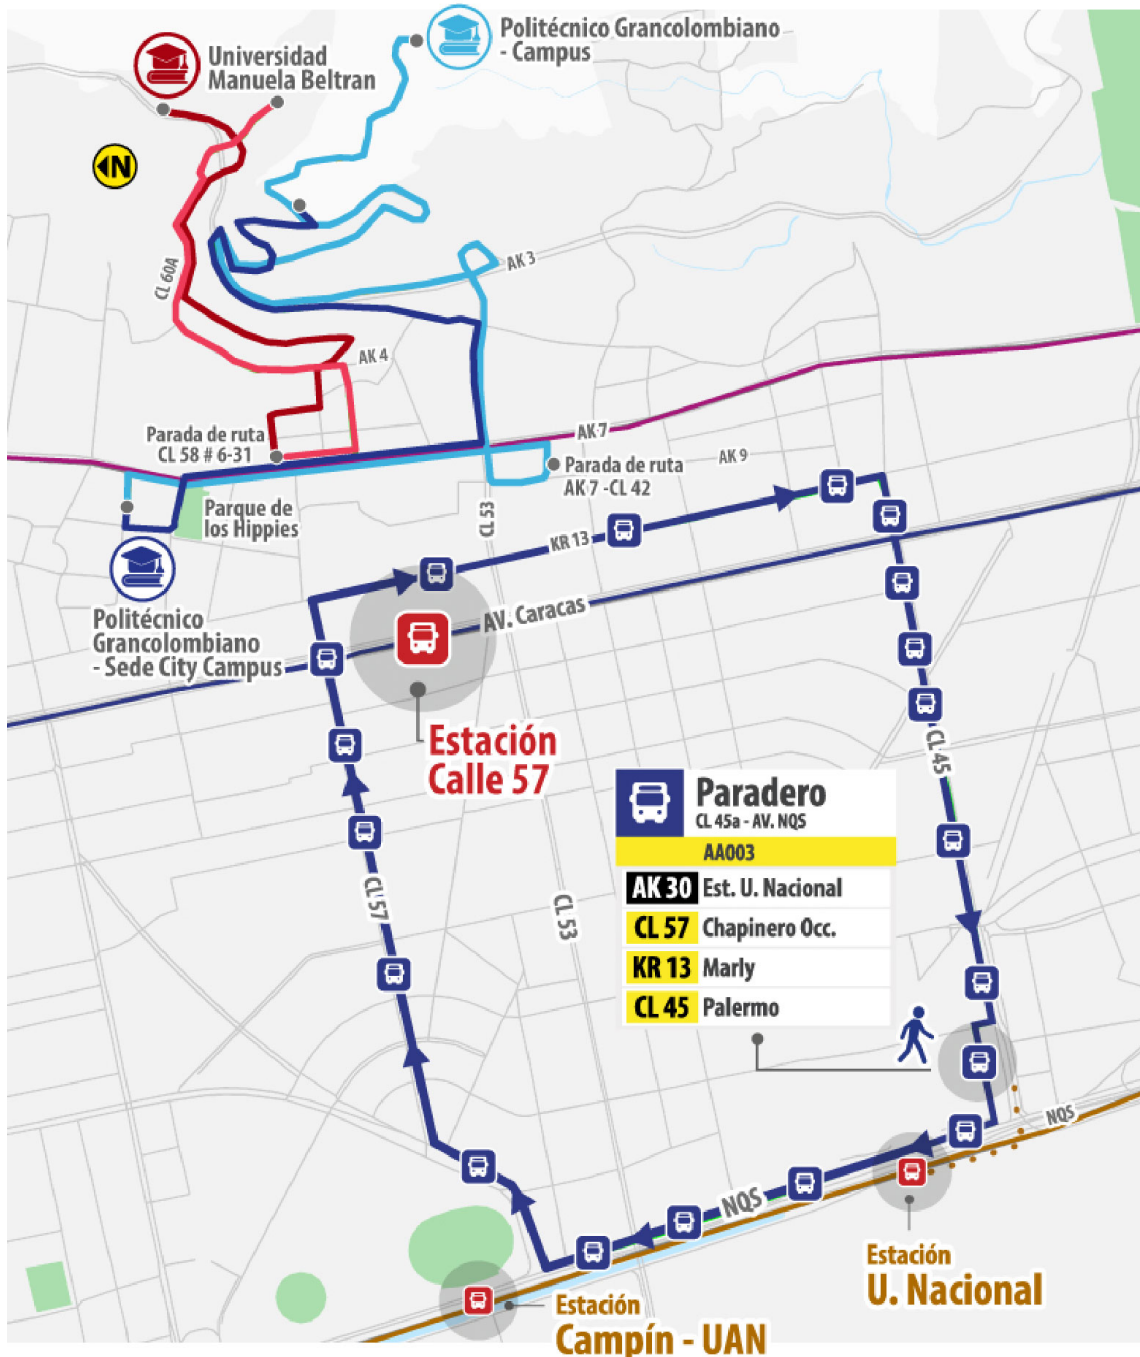 Politécnico Grancolombiano
- Campus
Universidad
Manuela Beltran
N
CL 60A
AK 3
AK 4
Parada de ruta
CL 58 # 6-31
AK 7
AK 9
Parada de ruta
AK 7 -CL 42
Parque de
los Hippies
CL 53
KR 13
Politécnico
Grancolombiano
- Sede City Campus
AV. Caracas
Estación
Calle 57
CL 45
Paradero
CL 45a - AV. NQS
AA003
AK 30 Est. U. Nacional
CL 57 Chapinero Occ.
KR 13 Marly
CL 45 Palermo
CL 57
CL 53
NQS
NQS
Estación
U. Nacional
Estación
Campín - UAN